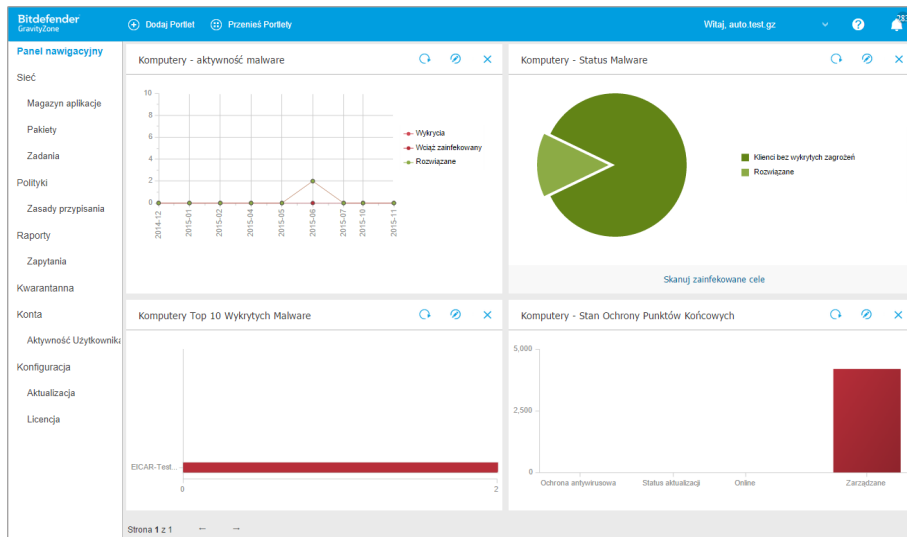 Bitdefender
GravityZone
Dodaj Portlet
Przenieś Portlety
Witaj, auto.test.gz
Panel nawigacyjny
Sieć
Magazyn aplikacje
Pakiety
Zadania
Polityki
Zasady przypisania
Raporty
Zapytania
Kwarantanna
Konta
Aktywność Użytkownika
Konfiguracja
Aktualizacja
Licencja
Komputery - aktywność malware
10
8
6
4
2
0
2014-12
2015-01
2015-02
2015-04
2015-05
2015-06
2015-07
2015-10
2015-11
Wykrycia
Wciąż zainfekowany
Rozwiązane
Komputery - Status Malware
Klienci bez wykrytych zagrożeń
Rozwiązane
Skanuj zainfekowane cele
Komputery Top 10 Wykrytych Malware
EICAR-Test...
0
2
Komputery - Stan Ochrony Punktów Końcowych
5,000
2,500
0
Ochrona antywirusowa
Status aktualizacji
Online
Zarządzane
Strona 1 z 1